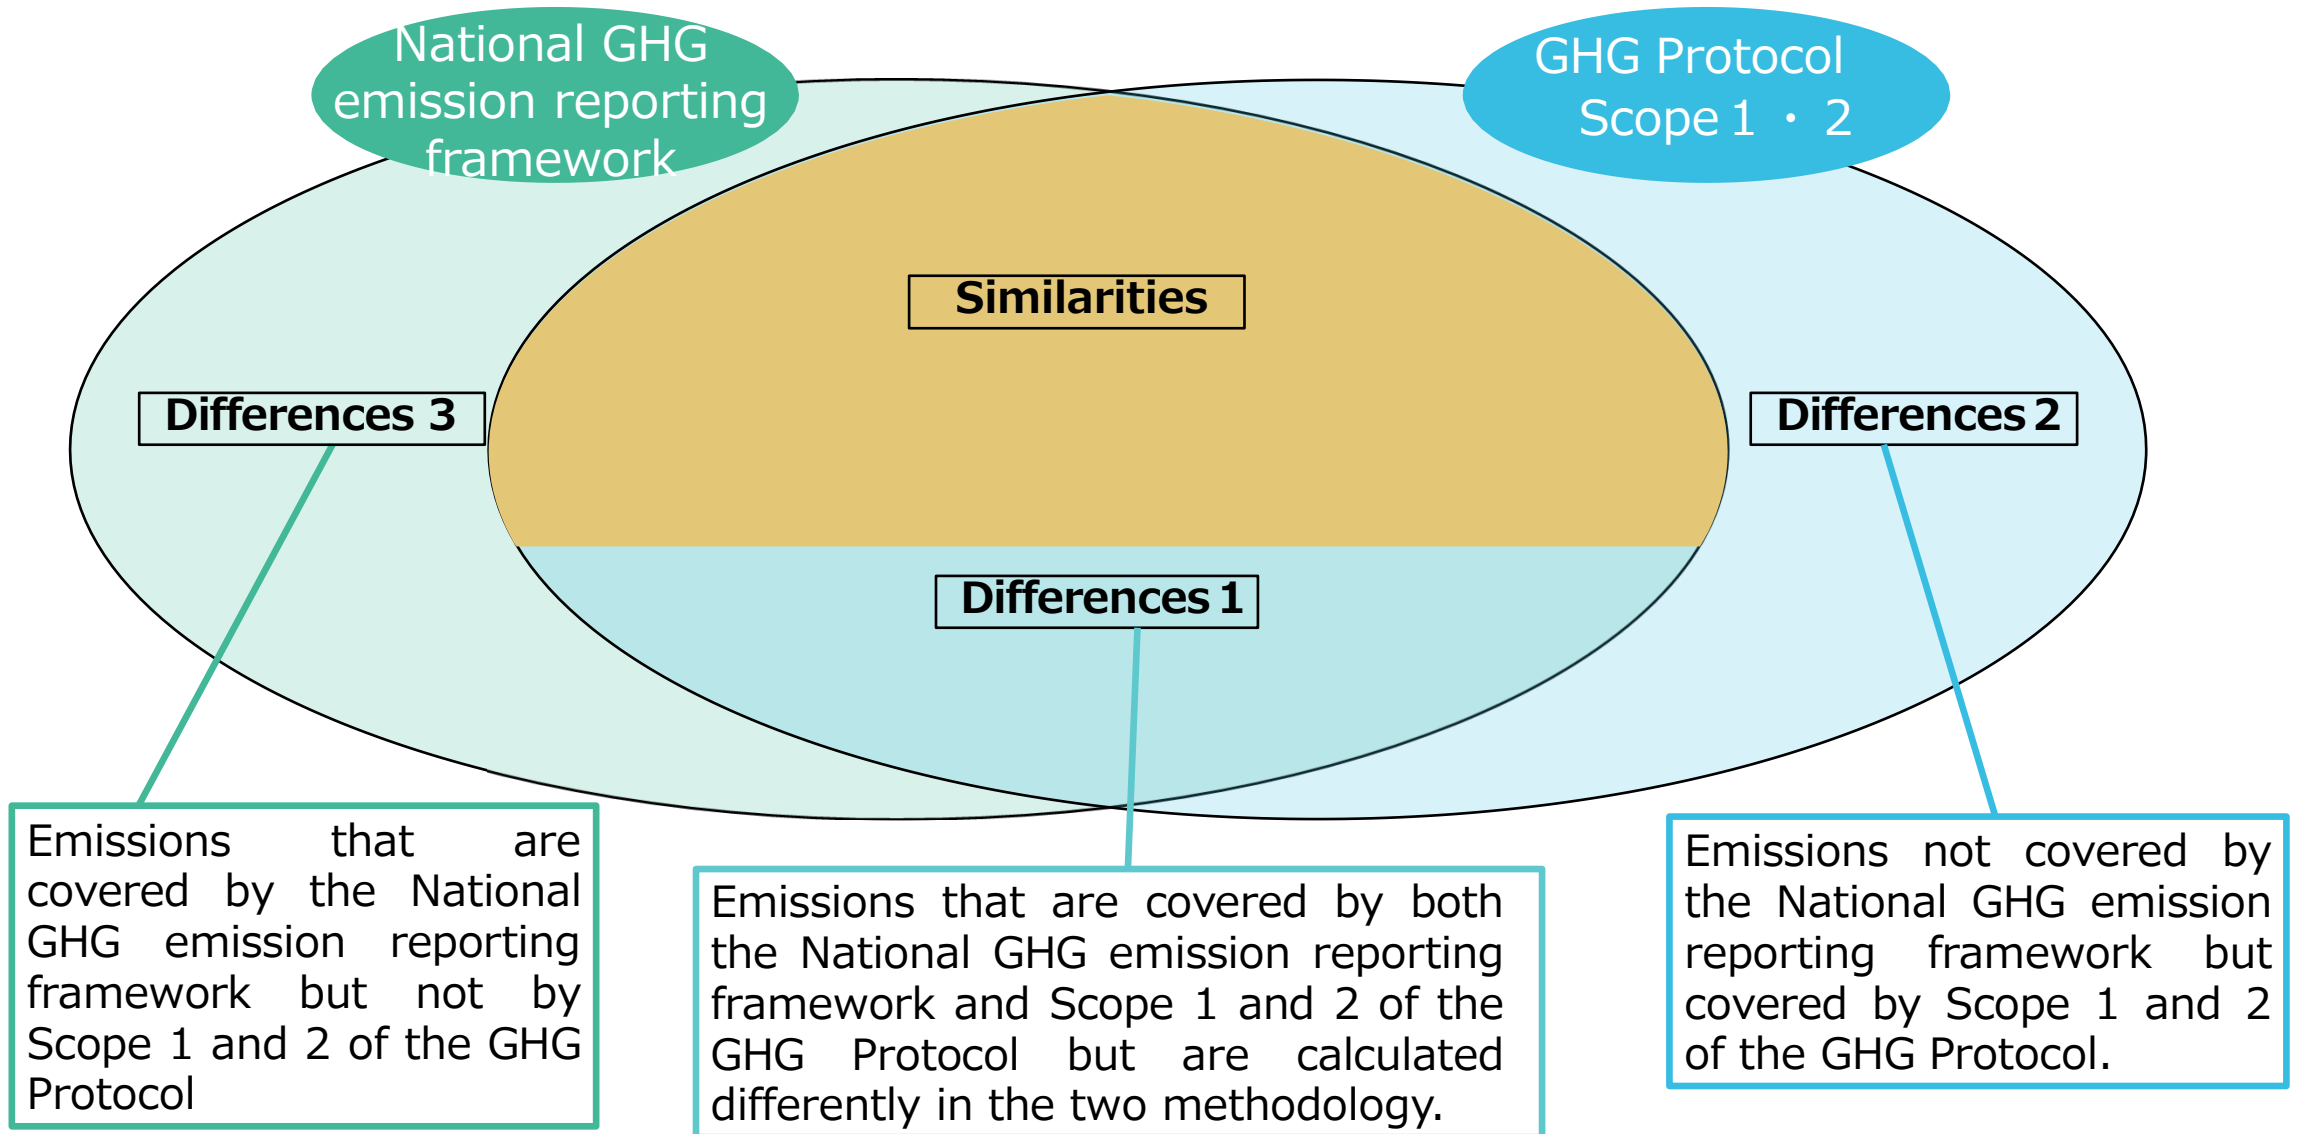 National GHG
emission reporting
framework
GHG Protocol
Scope 1 ・ 2
Similarities
Differences 3
Differences 2
Differences 1
Emissions that are
covered by the National
GHG emission reporting
framework but not by
Scope 1 and 2 of the GHG
Protocol
Emissions that are covered by both
the National GHG emission reporting
framework and Scope 1 and 2 of the
GHG Protocol but are calculated
differently in the two methodology.
Emissions not covered by
the National GHG emission
reporting framework but
covered by Scope 1 and 2
of the GHG Protocol.